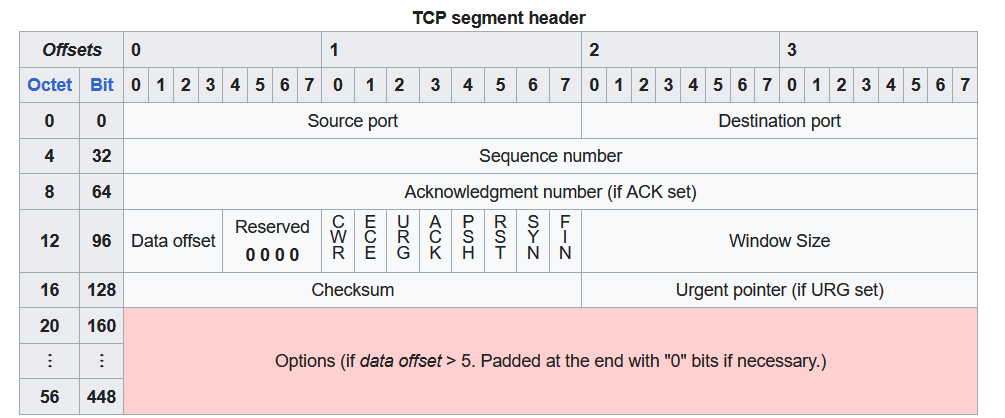 TCP segment header
Offsets 0 1 2 3
Octet Bit 0 1 2 3 4 5 6 7 0 1 2 3 4 5 6 7 0 1 2 3 4 5 6 7 0 1 2 3 4 5 6 7
0 0 Source port Destination port
4 32 Sequence number
8 64 Acknowledgment number (if ACK set)
12 96 Data offset Reserved 0 0 0 0 CWR ECE URG ACK PSH RST SYN FIN Window Size
16 128 Checksum Urgent pointer (if URG set)
20 160
⋮ ⋮ Options (if data offset > 5. Padded at the end with "0" bits if necessary.)
56 448